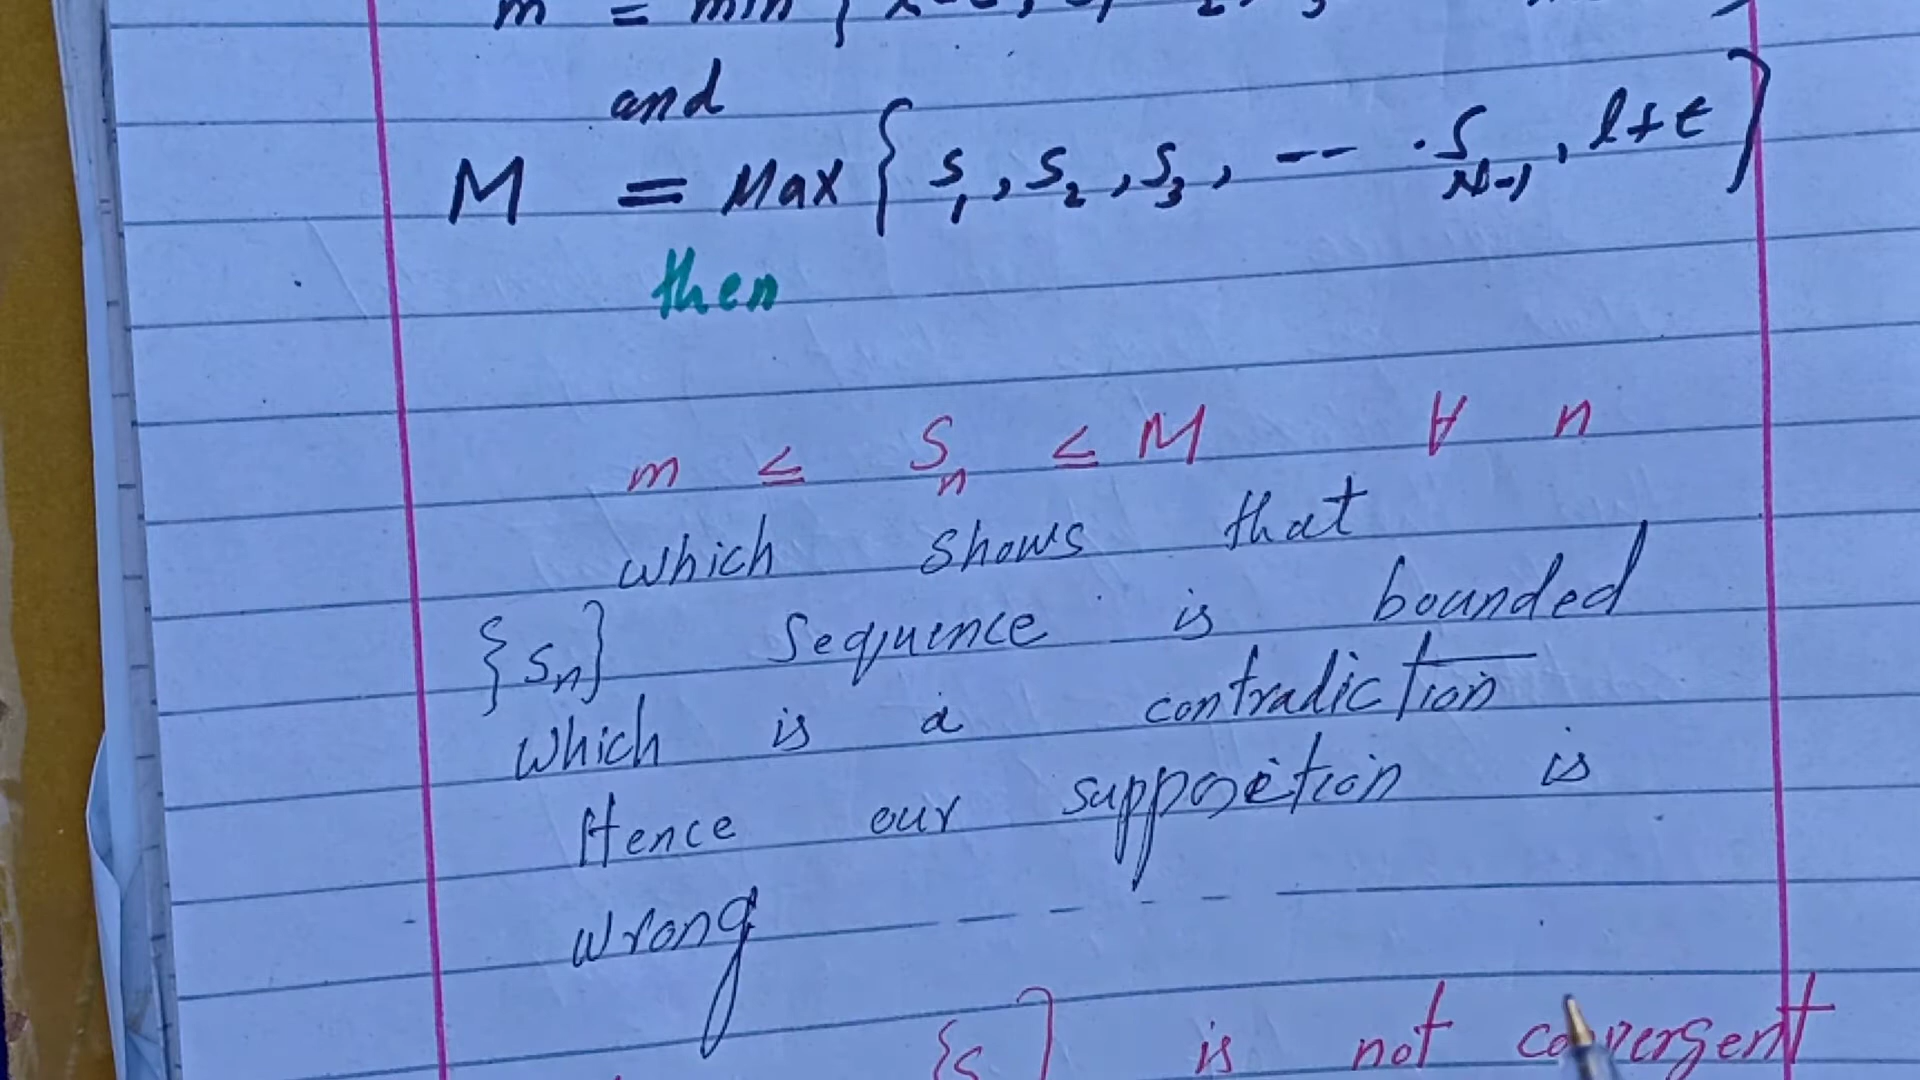 m = min {
and
M = Max { S1, S2, S3, -- . SN-1, l+ε }
then
m ≤ Sn ≤ M ∀ n
which shows that
{Sn} Sequence is bounded
which is a contradiction
Hence our supposition is
wrong
{S } is not convergent